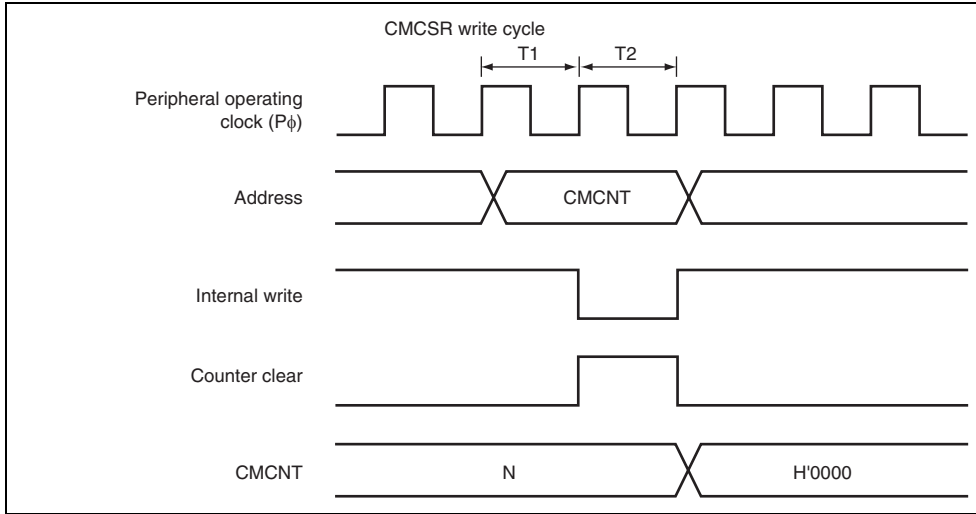 CMCSR write cycle
T1
T2
Peripheral operating
clock (Pφ)
Address
CMCNT
Internal write
Counter clear
CMCNT
N
H'0000